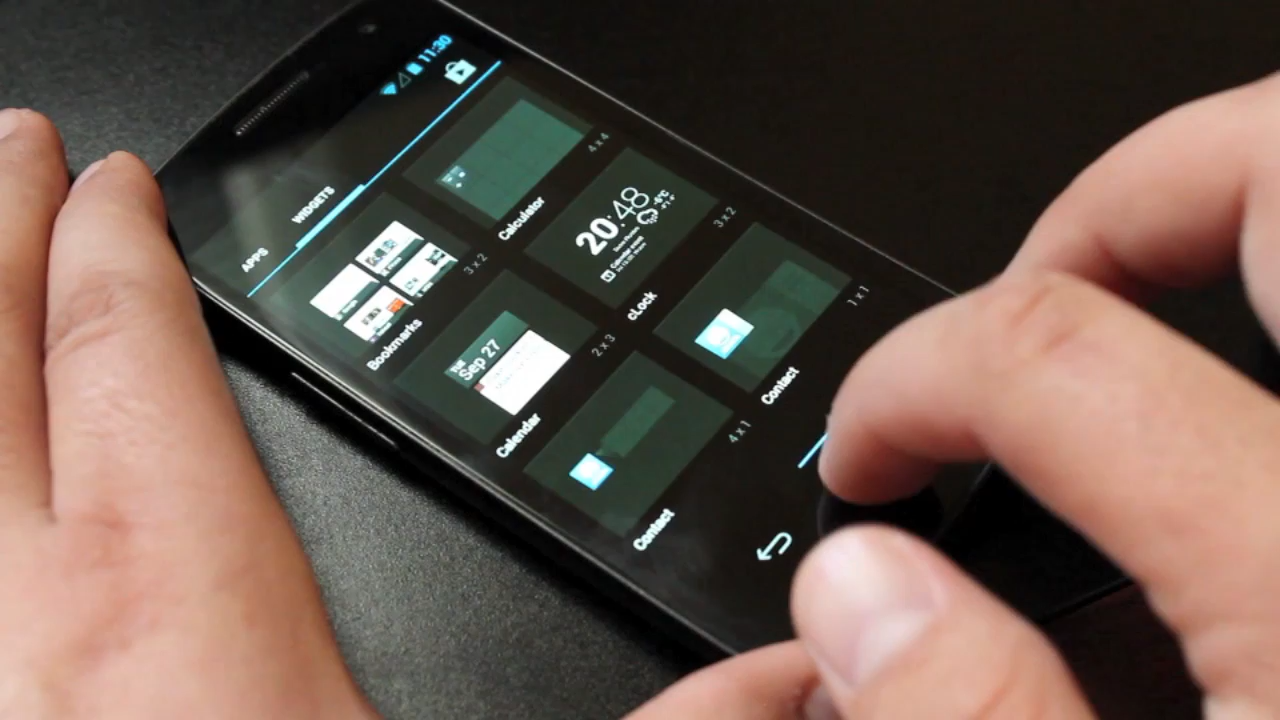 11:30
APPS
WIDGETS
Bookmarks
3 x 2
Calculator
4 x 4
TUE
Sep 27
Calendar
2 x 3
20:48
cLock
3 x 2
Contact
4 x 1
Contact
1 x 1